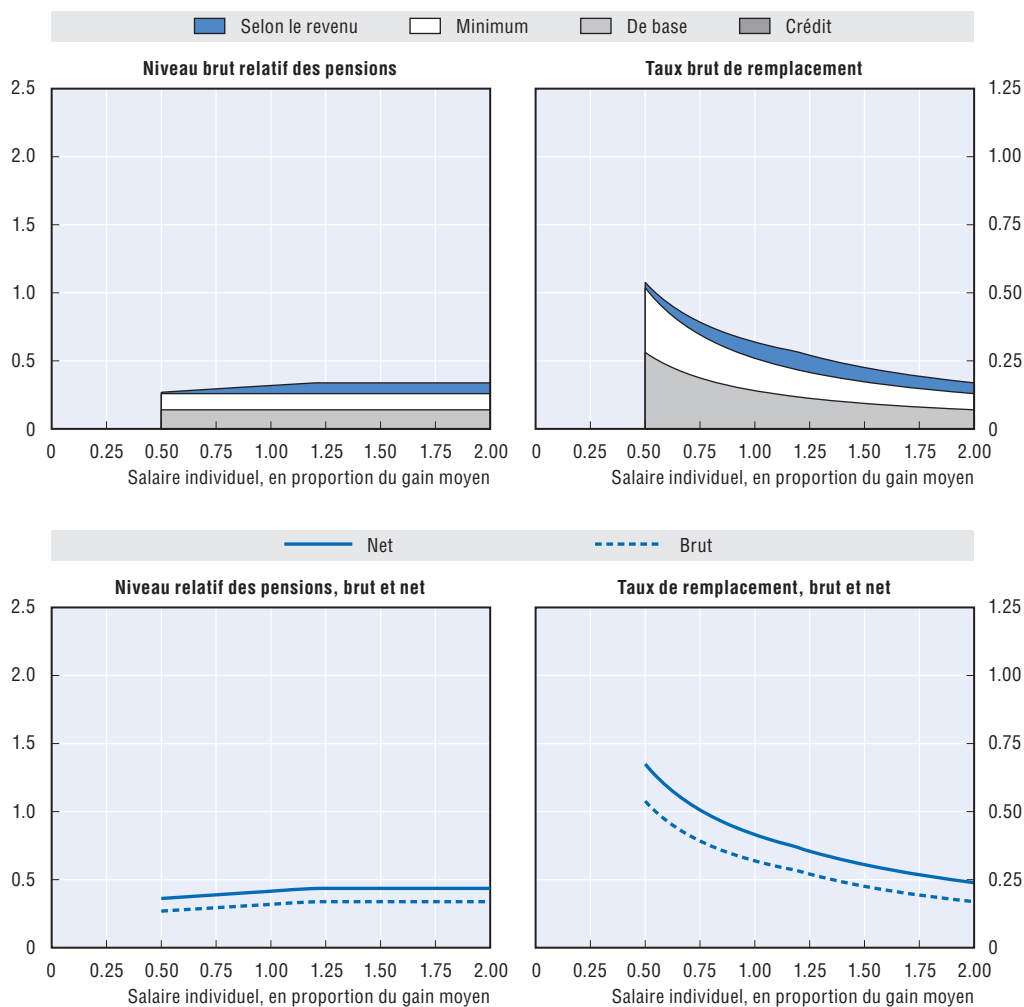 Selon le revenu Minimum De base Crédit
Niveau brut relatif des pensions
2.5
2.0
1.5
1.0
0.5
0
0 0.25 0.50 0.75 1.00 1.25 1.50 1.75 2.00
Salaire individuel, en proportion du gain moyen
Taux brut de remplacement
1.25
1.00
0.75
0.50
0.25
0
0 0.25 0.50 0.75 1.00 1.25 1.50 1.75 2.00
Salaire individuel, en proportion du gain moyen
Net Brut
Niveau relatif des pensions, brut et net
2.5
2.0
1.5
1.0
0.5
0
0 0.25 0.50 0.75 1.00 1.25 1.50 1.75 2.00
Salaire individuel, en proportion du gain moyen
Taux de remplacement, brut et net
1.25
1.00
0.75
0.50
0.25
0
0 0.25 0.50 0.75 1.00 1.25 1.50 1.75 2.00
Salaire individuel, en proportion du gain moyen